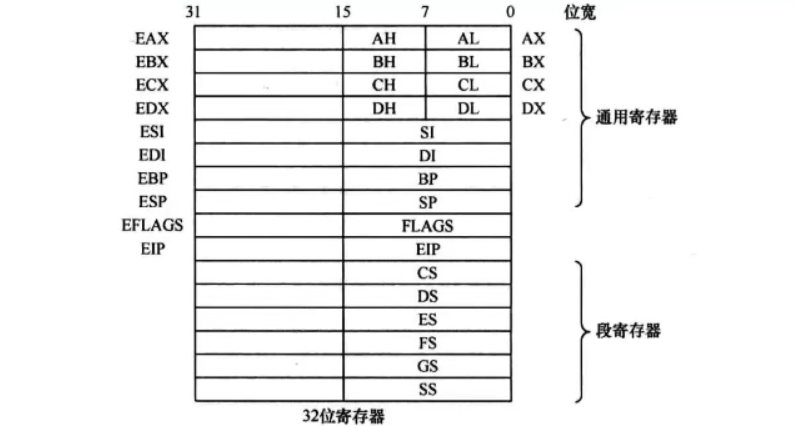 31 15 7 0 位宽
EAX AH AL AX
EBX BH BL BX
ECX CH CL CX
EDX DH DL DX
通用寄存器
ESI SI
EDI DI
EBP BP
ESP SP
EFLAGS FLAGS
EIP EIP
CS
DS
ES
段寄存器
FS
GS
SS
32位寄存器